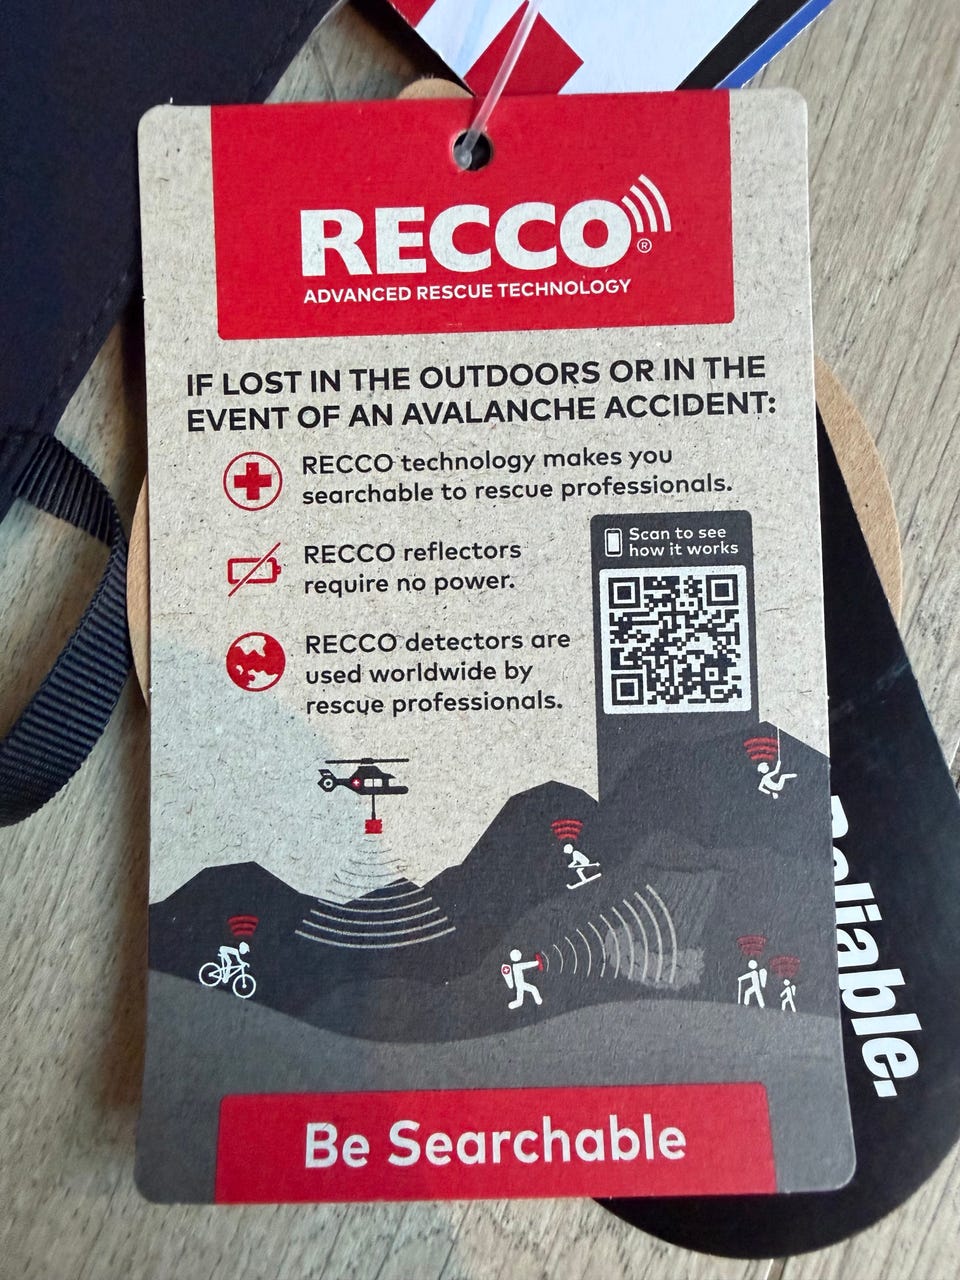 RECCO®
ADVANCED RESCUE TECHNOLOGY
IF LOST IN THE OUTDOORS OR IN THE
EVENT OF AN AVALANCHE ACCIDENT:
RECCO technology makes you
searchable to rescue professionals.
RECCO reflectors
require no power.
Scan to see
how it works
RECCO detectors are
used worldwide by
rescue professionals.
Be Searchable
Reliable.